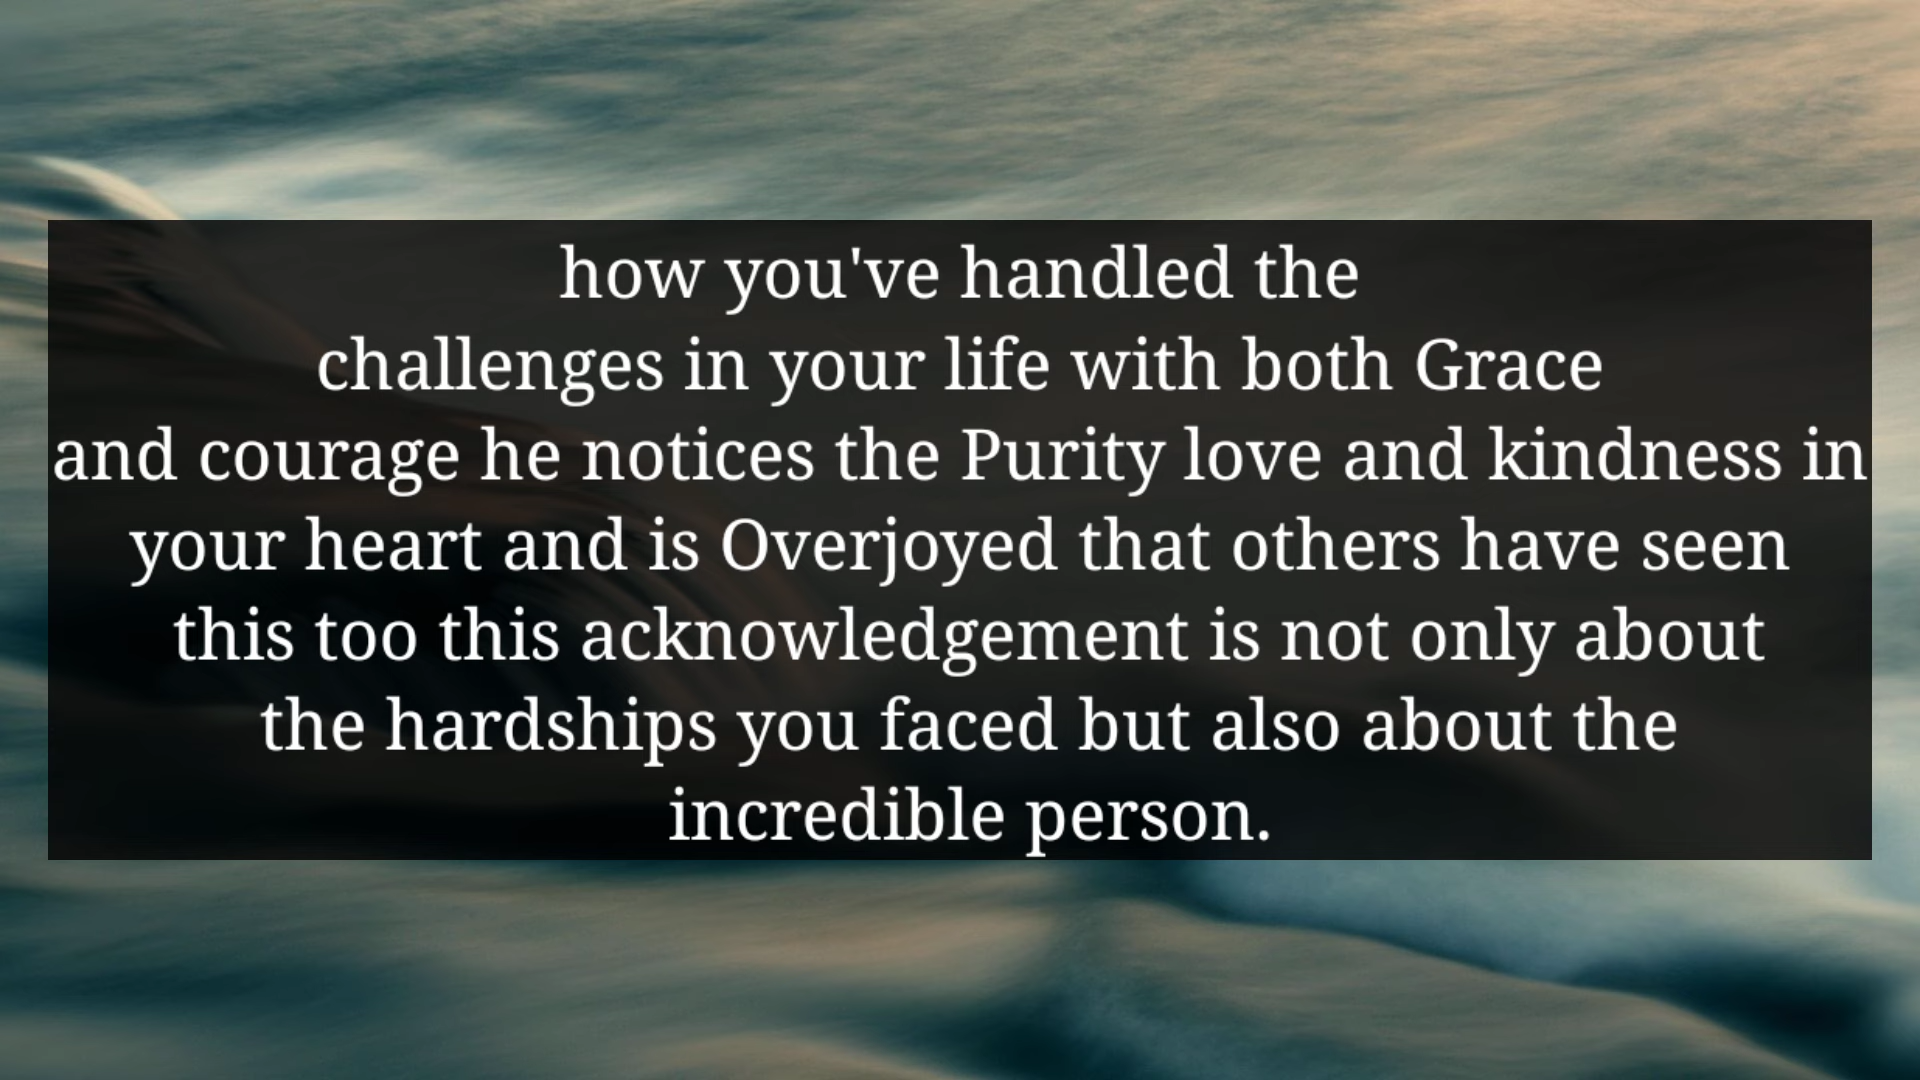 how you've handled the
challenges in your life with both Grace
and courage he notices the Purity love and kindness in
your heart and is Overjoyed that others have seen
this too this acknowledgement is not only about
the hardships you faced but also about the
incredible person.